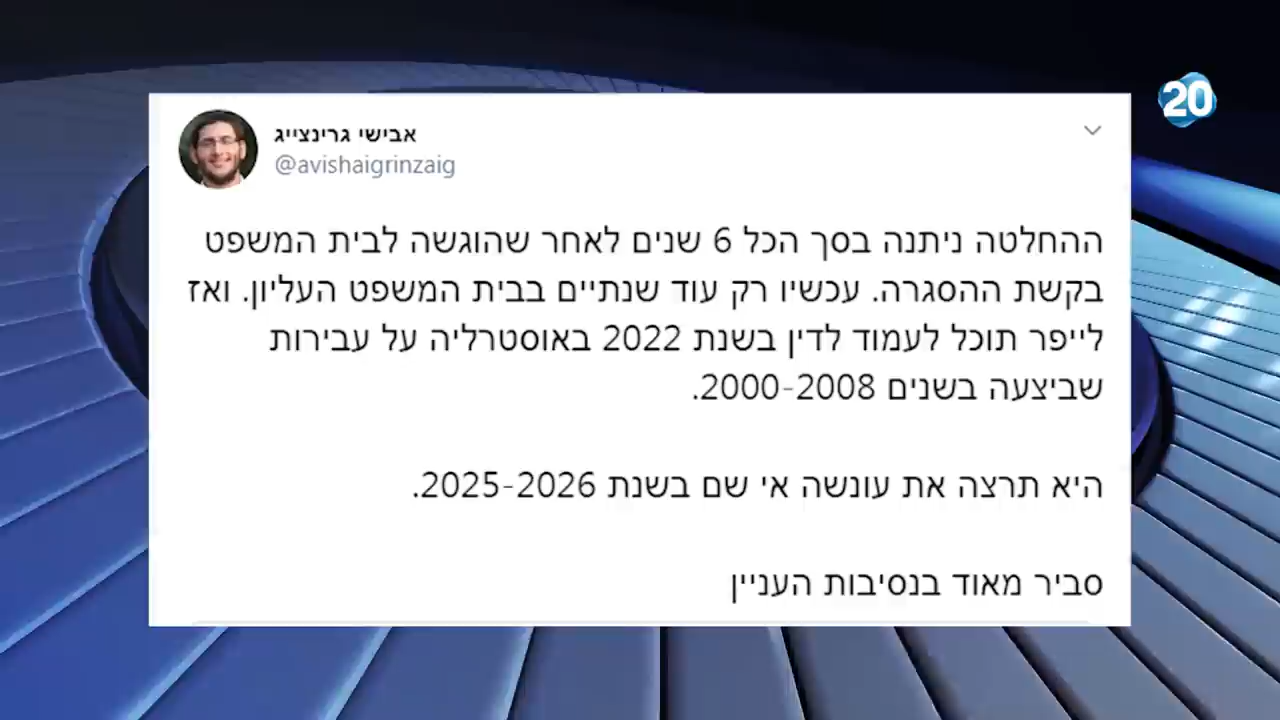 20
אבישי גרינצייג
@avishaigrinzaig
ההחלטה ניתנה בסך הכל 6 שנים לאחר שהוגשה לבית המשפט
בקשת ההסגרה. עכשיו רק עוד שנתיים בבית המשפט העליון. ואז
לייפר תוכל לעמוד לדין בשנת 2022 באוסטרליה על עבירות
שביצעה בשנים 2000-2008.
היא תרצה את עונשה אי שם בשנת 2025-2026.
סביר מאוד בנסיבות העניין